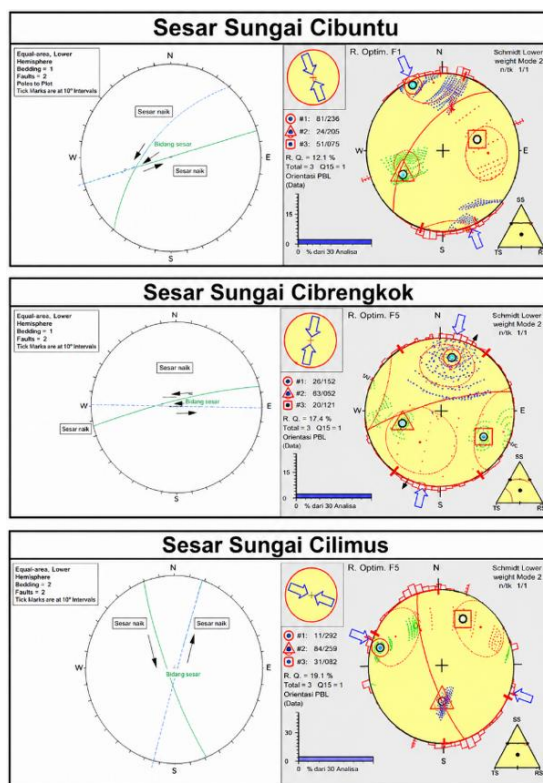 Sesar Sungai Cibuntu
Equal-area, Lower
Hemisphere
Bedding = 1
Faults = 2
Poles to Plot
Tick Marks are at 10° Intervals
N
Sesar naik
Bidang sesar
W
E
Sesar naik
S
R. Optim. F1
N
Schmidt Lower
weight Mode 2
n/tk 1/1
#1: 81/236
#2: 24/205
#3: 51/075
R. Q. = 12.1 %
Total = 3 Q15 = 1
Orientasi PBL
(Data)
W
E
15
0
0 % dari 30 Analisa
S
SS
TS
RS
Sesar Sungai Cibrengkok
Equal-area, Lower
Hemisphere
Bedding = 1
Faults = 2
Tick Marks are at 10° Intervals
N
Sesar naik
W
Bidang sesar
E
Sesar naik
S
R. Optim. F5
N
Schmidt Lower
weight Mode 2
n/tk 1/1
#1: 26/152
#2: 63/052
#3: 20/121
R. Q. = 17.4 %
Total = 3 Q15 = 1
Orientasi PBL
(Data)
W
E
15
0
0 % dari 30 Analisa
S
SS
TS
RS
Sesar Sungai Cilimus
Equal-area, Lower
Hemisphere
Bedding = 2
Faults = 2
Tick Marks are at 10° Intervals
N
Sesar naik
Sesar naik
W
Bidang sesar
E
S
R. Optim. F5
N
Schmidt Lower
weight Mode 2
n/tk 1/1
#1: 11/292
#2: 84/259
#3: 31/082
R. Q. = 19.1 %
Total = 3 Q15 = 1
Orientasi PBL
(Data)
W
E
30
0
0 % dari 30 Analisa
S
SS
TS
RS